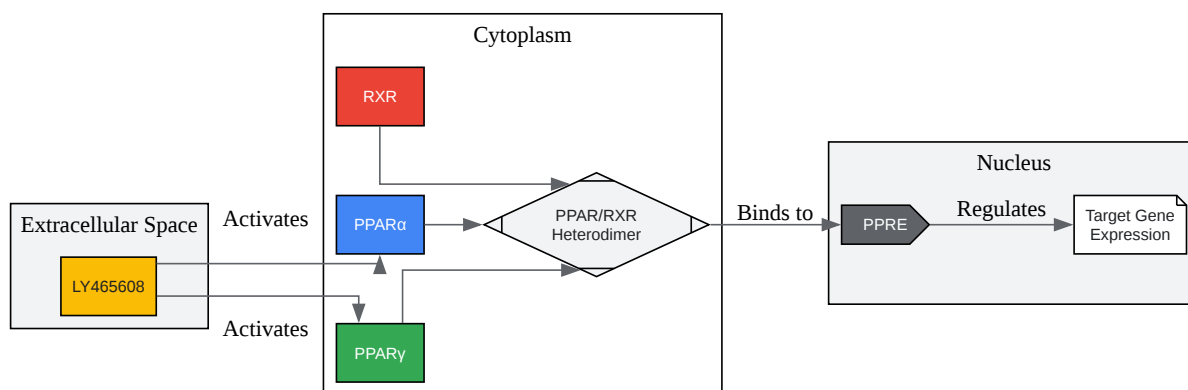 Cytoplasm
RXR
Extracellular Space
LY465608
Activates
Activates
PPARα
PPARγ
PPAR/RXR
Heterodimer
Binds to
Nucleus
PPRE
Regulates
Target Gene
Expression